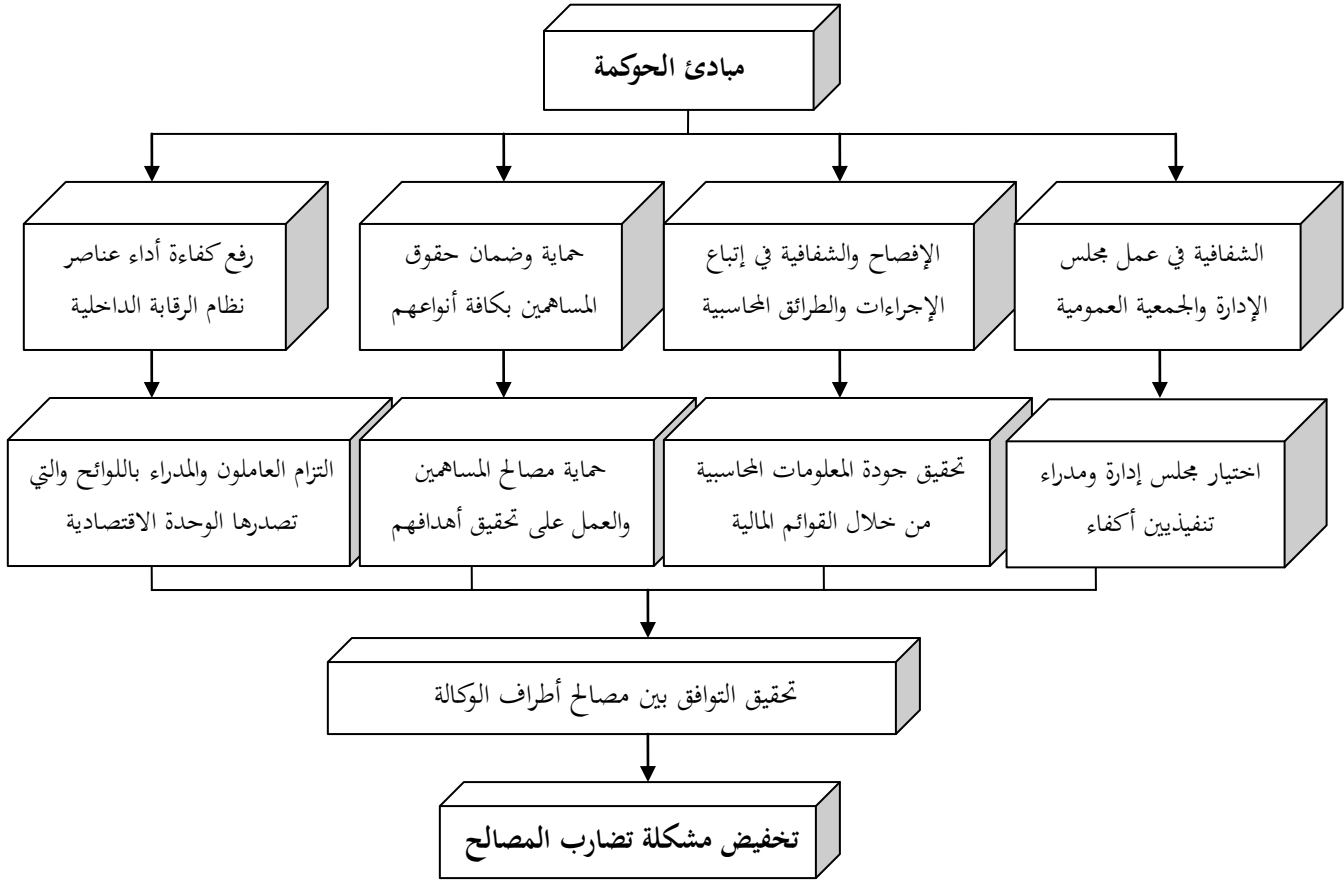 مبادئ الحوكمة
الشفافية في عمل مجلس
الإدارة والجمعية العمومية
الإفصاح والشفافية في إتباع
الإجراءات والطرائق المحاسبية
حماية وضمان حقوق
المساهمين بكافة أنواعهم
رفع كفاءة أداء عناصر
نظام الرقابة الداخلية
اختيار مجلس إدارة ومدراء
تنفيذيين أكفاء
تحقيق جودة المعلومات المحاسبية
من خلال القوائم المالية
حماية مصالح المساهمين
والعمل على تحقيق أهدافهم
التزام العاملون والمدراء باللوائح والتي
تصدرها الوحدة الاقتصادية
تحقيق التوافق بين مصالح أطراف الوكالة
تخفيض مشكلة تضارب المصالح